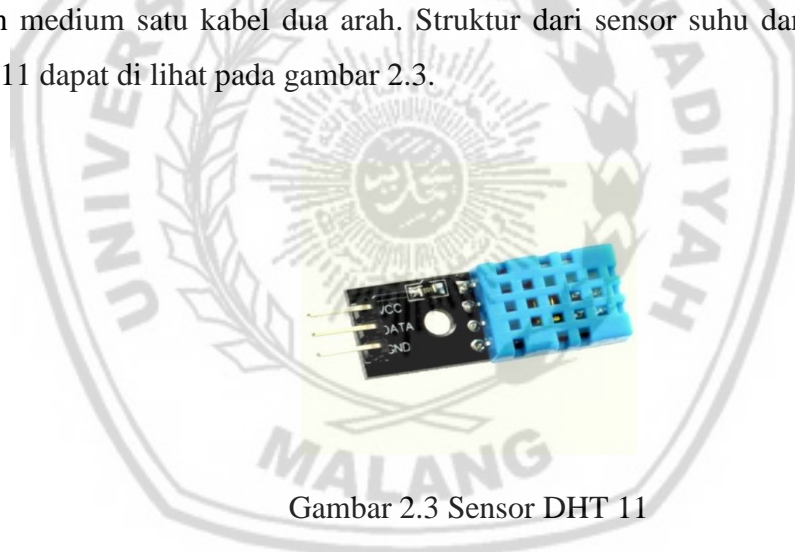 medium satu kabel dua arah. Struktur dari sensor suhu
11 dapat di lihat pada gambar 2.3.
VCC
DATA
GND
MALANG
Gambar 2.3 Sensor DHT 11